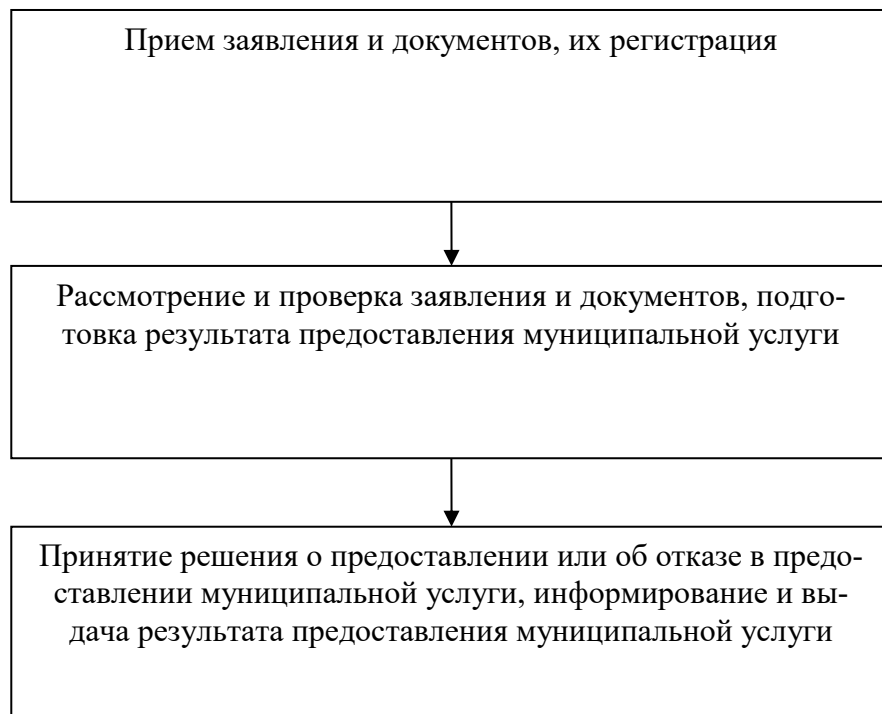 Прием заявления и документов, их регистрация
Рассмотрение и проверка заявления и документов, подго-
товка результата предоставления муниципальной услуги
Принятие решения о предоставлении или об отказе в предо-
ставлении муниципальной услуги, информирование и вы-
дача результата предоставления муниципальной услуги